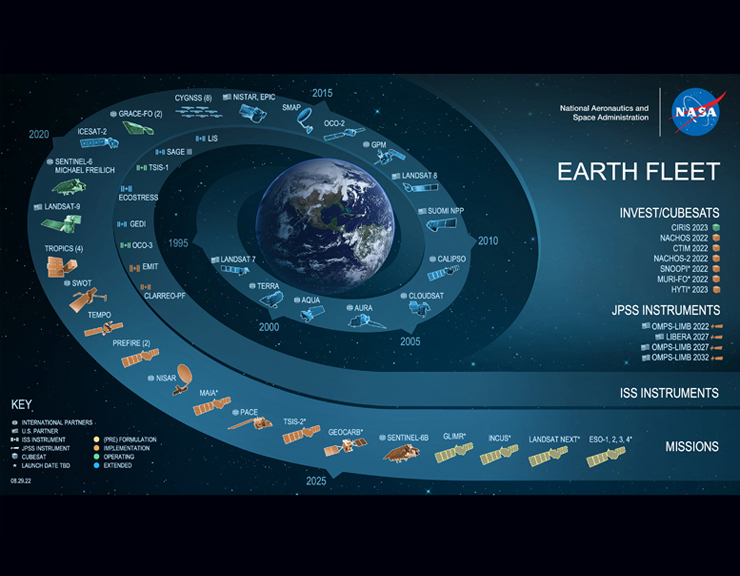 National Aeronautics and
Space Administration
NASA
EARTH FLEET
INVEST/CUBESATS
CIRIS 2023
NACHOS 2022
CTIM 2022
NACHOS-2 2022
SNOOPI* 2022
MURI-FO* 2022
HYTI* 2023
JPSS INSTRUMENTS
OMPS-LIMB 2022
LIBERA 2027
OMPS-LIMB 2027
OMPS-LIMB 2032
ISS INSTRUMENTS
MISSIONS
1995
2000
2005
2010
2015
2020
2025
LANDSAT 7
TERRA
AQUA
AURA
CLOUDSAT
CALIPSO
SUOMI NPP
LANDSAT 8
GPM
OCO-2
SMAP
NISTAR, EPIC
CYGNSS (8)
GRACE-FO (2)
ICESAT-2
SENTINEL-6
MICHAEL FREILICH
LANDSAT-9
TROPICS (4)
SWOT
TEMPO
PREFIRE (2)
NISAR
MAIA*
PACE
TSIS-2*
GEOCARB*
SENTINEL-6B
GLIMR*
INCUS*
LANDSAT NEXT*
ESO-1, 2, 3, 4*
LIS
SAGE III
TSIS-1
ECOSTRESS
GEDI
OCO-3
EMIT
CLARREO-PF
KEY
INTERNATIONAL PARTNERS
U.S. PARTNER
ISS INSTRUMENT
JPSS INSTRUMENT
CUBESAT
* LAUNCH DATE TBD
(PRE) FORMULATION
IMPLEMENTATION
OPERATING
EXTENDED
08.29.22